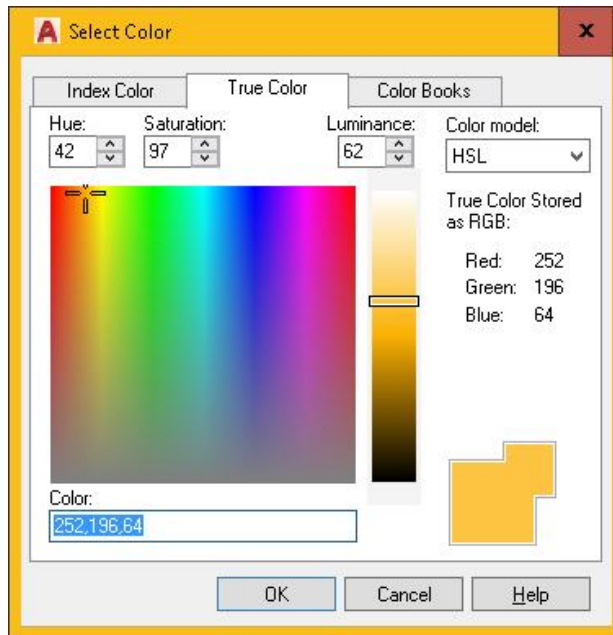 Select Color
Index Color True Color Color Books
Hue: Saturation: Luminance: Color model:
42 97 62 HSL
True Color Stored
as RGB:
Red: 252
Green: 196
Blue: 64
Color:
252,196,64
OK Cancel Help